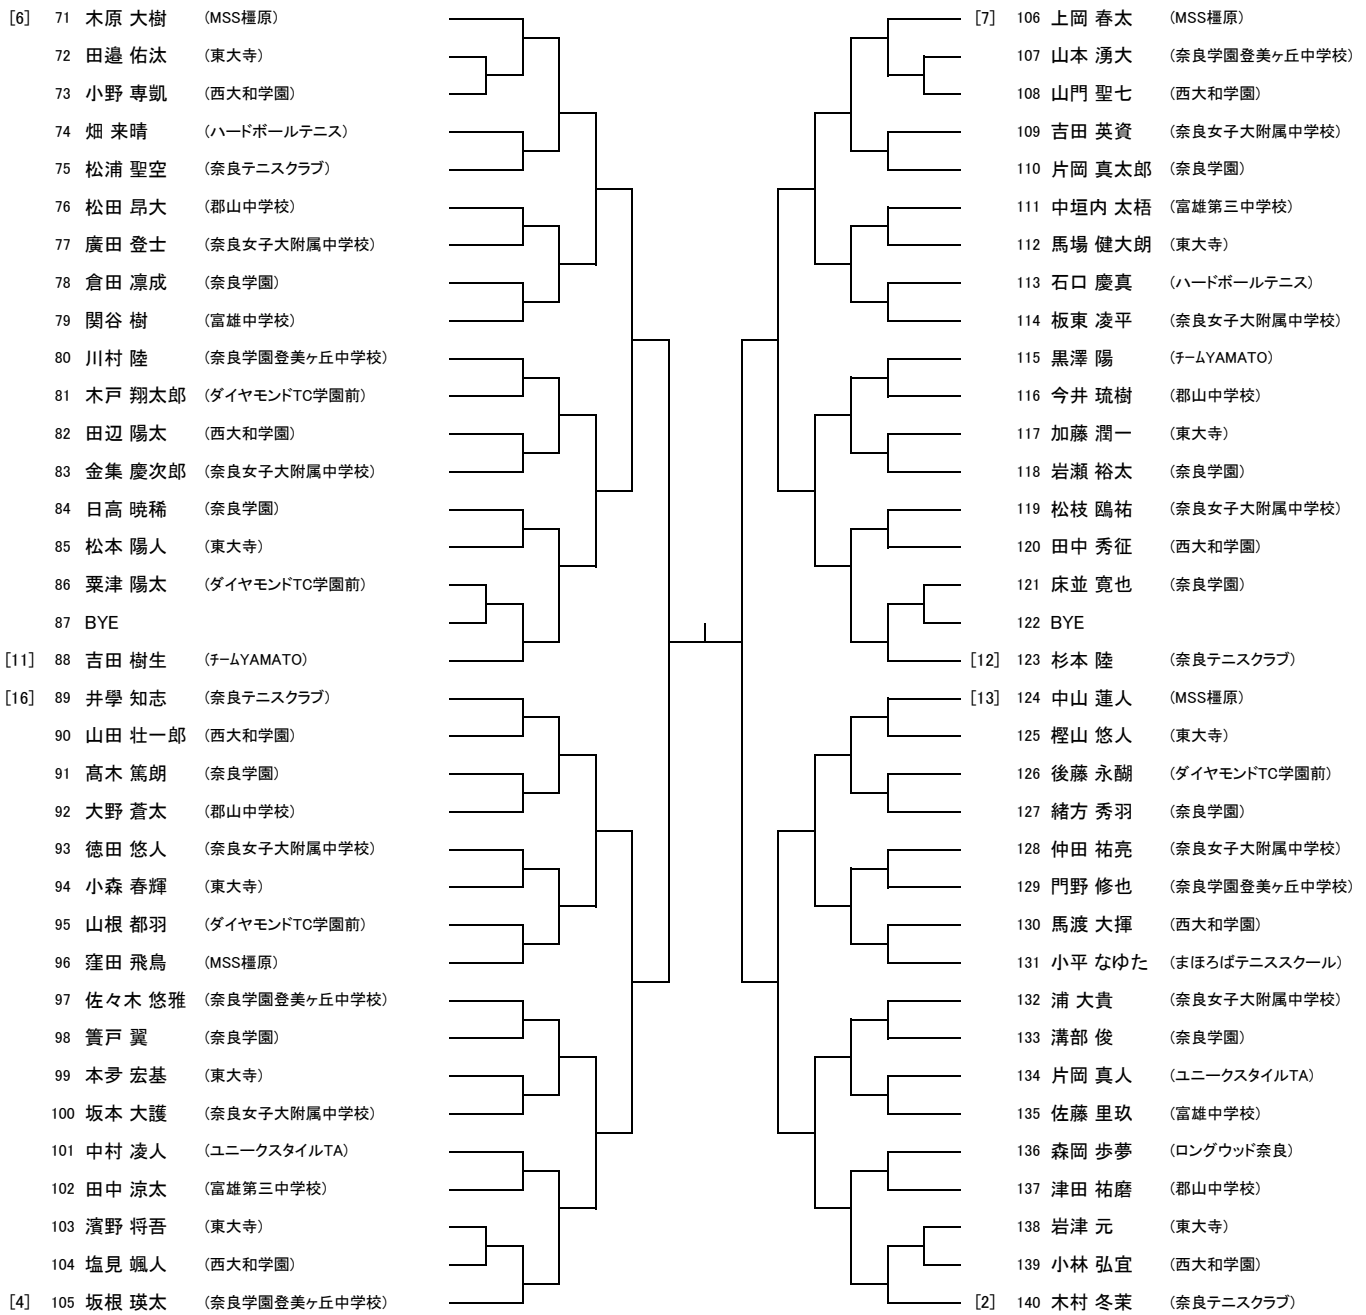 [6] 71 木原 大樹 (MSS橿原)
72 田邉 佑汰 (東大寺)
73 小野 専凱 (西大和学園)
74 畑 来晴 (ハードボールテニス)
75 松浦 聖空 (奈良テニスクラブ)
76 松田 昂大 (郡山中学校)
77 廣田 登士 (奈良女子大附属中学校)
78 倉田 凛成 (奈良学園)
79 関谷 樹 (富雄中学校)
80 川村 陸 (奈良学園登美ヶ丘中学校)
81 木戸 翔太郎 (ダイヤモンドTC学園前)
82 田辺 陽太 (西大和学園)
83 金集 慶次郎 (奈良女子大附属中学校)
84 日高 暁稀 (奈良学園)
85 松本 陽人 (東大寺)
86 粟津 陽太 (ダイヤモンドTC学園前)
87 BYE
[11] 88 吉田 樹生 (チームYAMATO)
[16] 89 井學 知志 (奈良テニスクラブ)
90 山田 壮一郎 (西大和学園)
91 髙木 篤朗 (奈良学園)
92 大野 蒼太 (郡山中学校)
93 徳田 悠人 (奈良女子大附属中学校)
94 小森 春輝 (東大寺)
95 山根 都羽 (ダイヤモンドTC学園前)
96 窪田 飛鳥 (MSS橿原)
97 佐々木 悠雅 (奈良学園登美ヶ丘中学校)
98 簀戸 翼 (奈良学園)
99 本夛 宏基 (東大寺)
100 坂本 大護 (奈良女子大附属中学校)
101 中村 凌人 (ユニークスタイルTA)
102 田中 涼太 (富雄第三中学校)
103 濱野 将吾 (東大寺)
104 塩見 颯人 (西大和学園)
[4] 105 坂根 瑛太 (奈良学園登美ヶ丘中学校)
[7] 106 上岡 春太 (MSS橿原)
107 山本 湧大 (奈良学園登美ヶ丘中学校)
108 山門 聖七 (西大和学園)
109 吉田 英資 (奈良女子大附属中学校)
110 片岡 真太郎 (奈良学園)
111 中垣内 太梧 (富雄第三中学校)
112 馬場 健大朗 (東大寺)
113 石口 慶真 (ハードボールテニス)
114 板東 凌平 (奈良女子大附属中学校)
115 黒澤 陽 (チームYAMATO)
116 今井 琉樹 (郡山中学校)
117 加藤 潤一 (東大寺)
118 岩瀬 裕太 (奈良学園)
119 松枝 鴎祐 (奈良女子大附属中学校)
120 田中 秀征 (西大和学園)
121 床並 寛也 (奈良学園)
122 BYE
[12] 123 杉本 陸 (奈良テニスクラブ)
[13] 124 中山 蓮人 (MSS橿原)
125 樫山 悠人 (東大寺)
126 後藤 永醐 (ダイヤモンドTC学園前)
127 緒方 秀羽 (奈良学園)
128 仲田 祐亮 (奈良女子大附属中学校)
129 門野 修也 (奈良学園登美ヶ丘中学校)
130 馬渡 大揮 (西大和学園)
131 小平 なゆた (まほろばテニススクール)
132 浦 大貴 (奈良女子大附属中学校)
133 溝部 俊 (奈良学園)
134 片岡 真人 (ユニークスタイルTA)
135 佐藤 里玖 (富雄中学校)
136 森岡 歩夢 (ロングウッド奈良)
137 津田 祐磨 (郡山中学校)
138 岩津 元 (東大寺)
139 小林 弘宜 (西大和学園)
[2] 140 木村 冬茉 (奈良テニスクラブ)